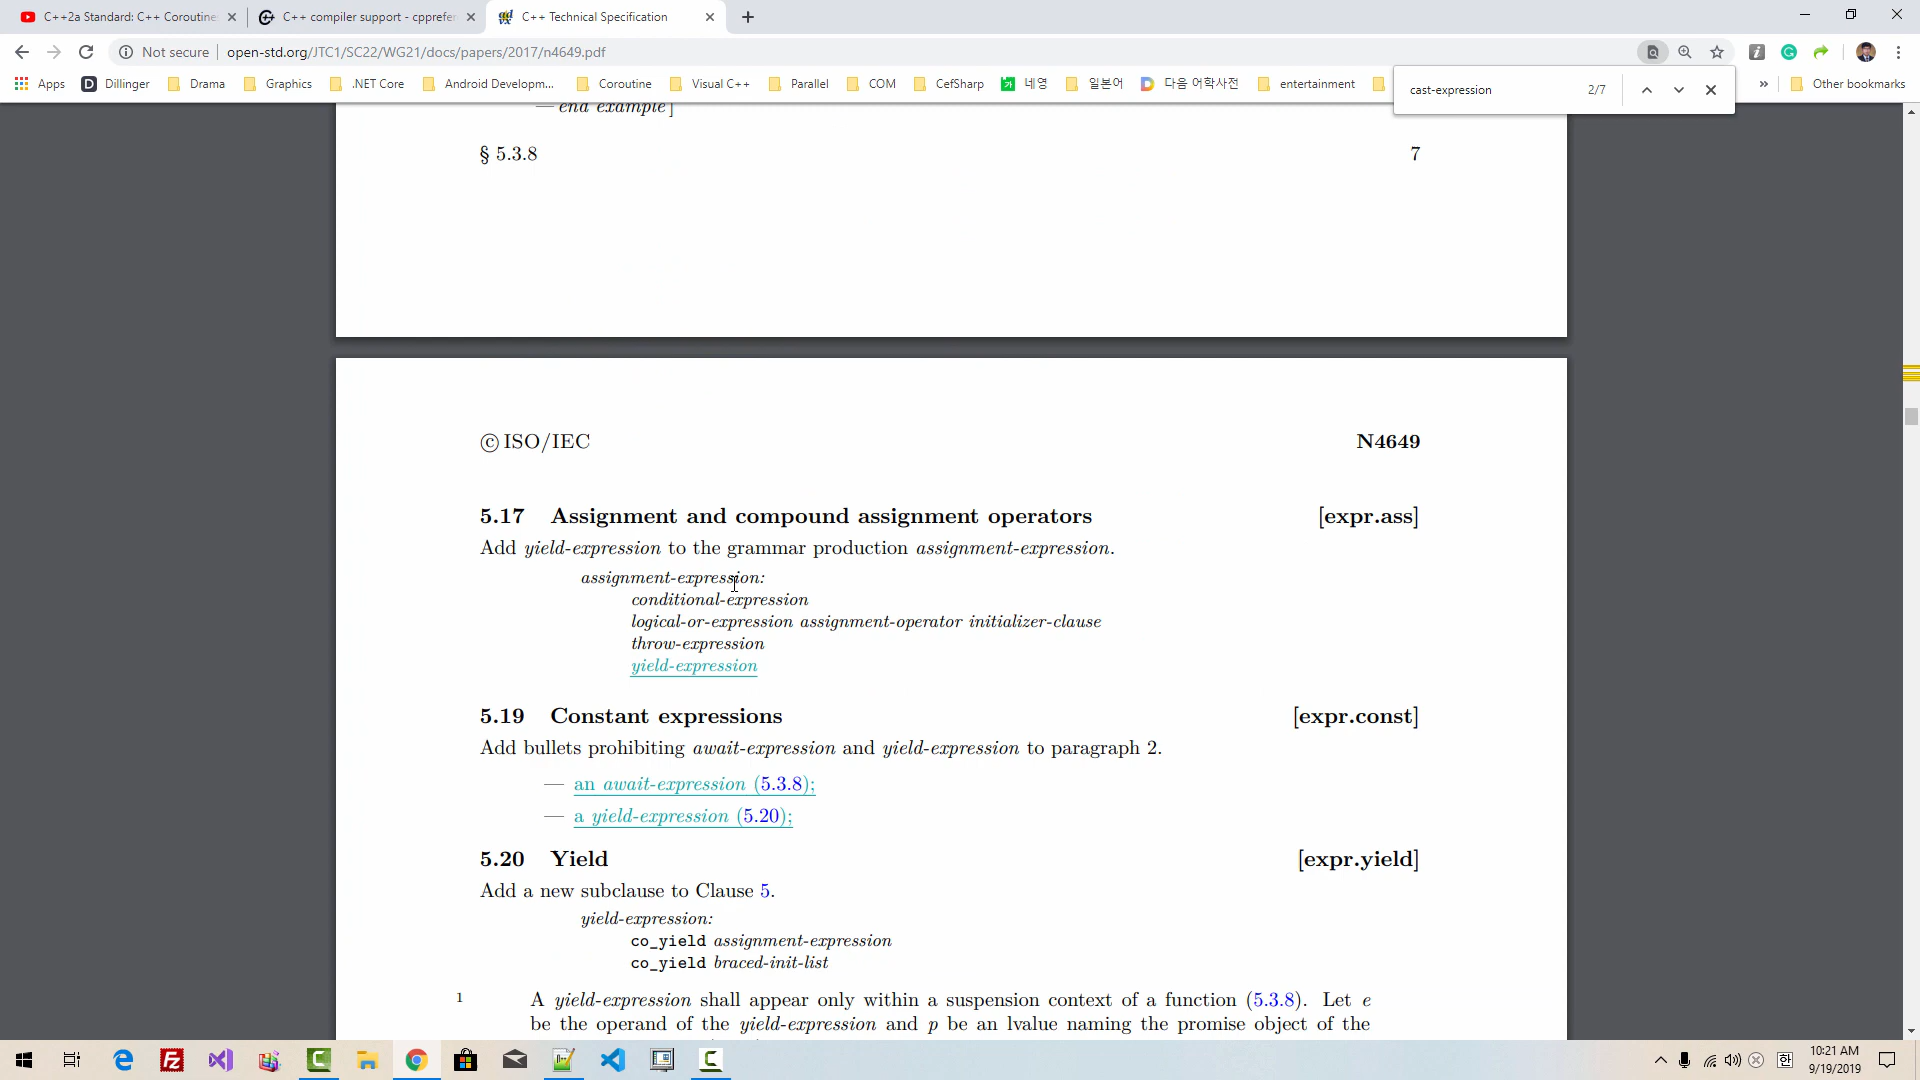 C++2a Standard: C++ Coroutine
C++ compiler support - cpprefer
C++ Technical Specification
Not secure
open-std.org/JTC1/SC22/WG21/docs/papers/2017/n4649.pdf
Apps
Dillinger
Drama
Graphics
.NET Core
Android Developm...
Coroutine
Visual C++
Parallel
COM
CefSharp
네영
일본어
다음 어학사전
entertainment
»
Other bookmarks
cast-expression
2/7
— end example]
§ 5.3.8
7
© ISO/IEC
N4649
5.17 Assignment and compound assignment operators [expr.ass]
Add yield-expression to the grammar production assignment-expression.
assignment-expression:
conditional-expression
logical-or-expression assignment-operator initializer-clause
throw-expression
yield-expression
5.19 Constant expressions [expr.const]
Add bullets prohibiting await-expression and yield-expression to paragraph 2.
— an await-expression (5.3.8);
— a yield-expression (5.20);
5.20 Yield [expr.yield]
Add a new subclause to Clause 5.
yield-expression:
co_yield assignment-expression
co_yield braced-init-list
1 A yield-expression shall appear only within a suspension context of a function (5.3.8). Let e
be the operand of the yield-expression and p be an lvalue naming the promise object of the
한
10:21 AM
9/19/2019